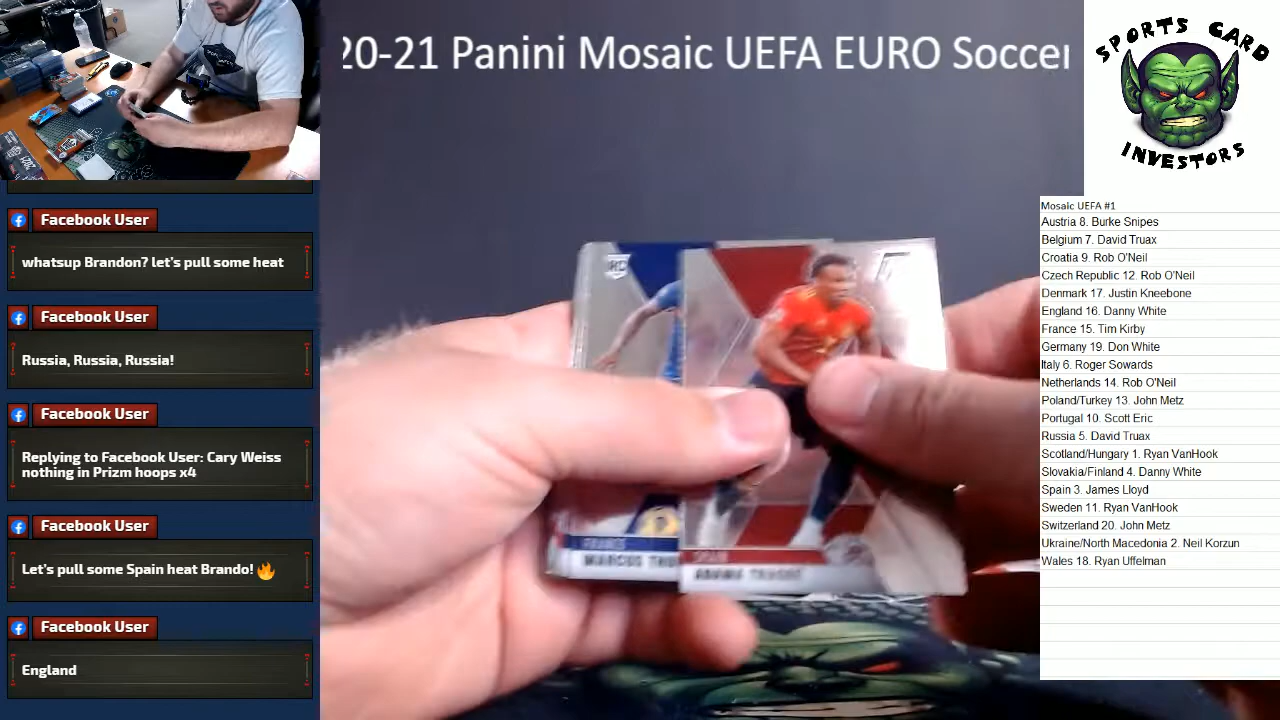 20-21 Panini Mosaic UEFA EURO Soccer
SPORTS CARD
INVESTORS
Facebook User
whatsup Brandon? let's pull some heat
Facebook User
Russia, Russia, Russia!
Facebook User
Replying to Facebook User: Cary Weiss
nothing in Prizm hoops x4
Facebook User
Let's pull some Spain heat Brando!🔥
Facebook User
England
Mosaic UEFA #1
Austria 8. Burke Snipes
Belgium 7. David Truax
Croatia 9. Rob O'Neil
Czech Republic 12. Rob O'Neil
Denmark 17. Justin Kneebone
England 16. Danny White
France 15. Tim Kirby
Germany 19. Don White
Italy 6. Roger Sowards
Netherlands 14. Rob O'Neil
Poland/Turkey 13. John Metz
Portugal 10. Scott Eric
Russia 5. David Truax
Scotland/Hungary 1. Ryan VanHook
Slovakia/Finland 4. Danny White
Spain 3. James Lloyd
Sweden 11. Ryan VanHook
Switzerland 20. John Metz
Ukraine/North Macedonia 2. Neil Korzun
Wales 18. Ryan Uffelman
RC
FRANCE
MARCUS THU
SPAIN
ADAMA TRAORE